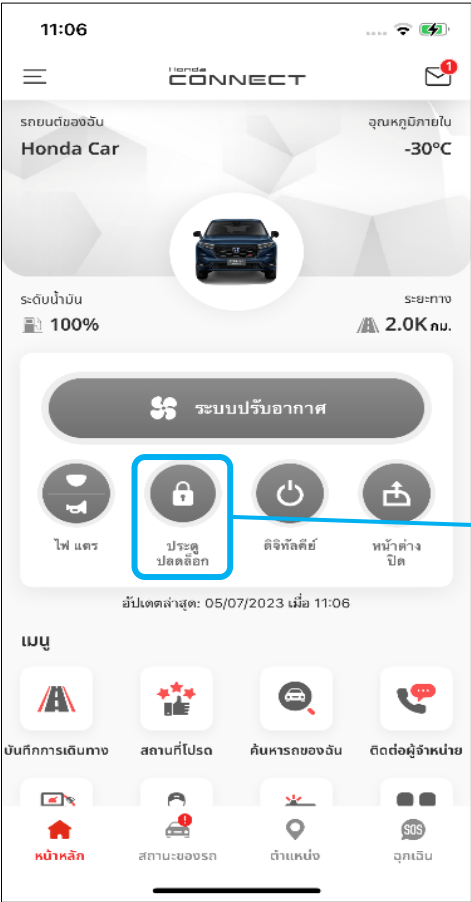 11:06
Honda
CONNECT
1
รถยนต์ของฉัน
อุณหภูมิภายใน
Honda Car
-30°C
ระดับน้ำมัน
ระยะทาง
100%
2.0K กม.
ระบบปรับอากาศ
ไฟ แตร
ประตู
ปลดล็อก
ดิจิทัลคีย์
หน้าต่าง
ปิด
อัปเดตล่าสุด: 05/07/2023 เมื่อ 11:06
เมนู
บันทึกการเดินทาง
สถานที่โปรด
ค้นหารถของฉัน
ติดต่อผู้จำหน่าย
หน้าหลัก
สถานะของรถ
ตำแหน่ง
SOS
ฉุกเฉิน